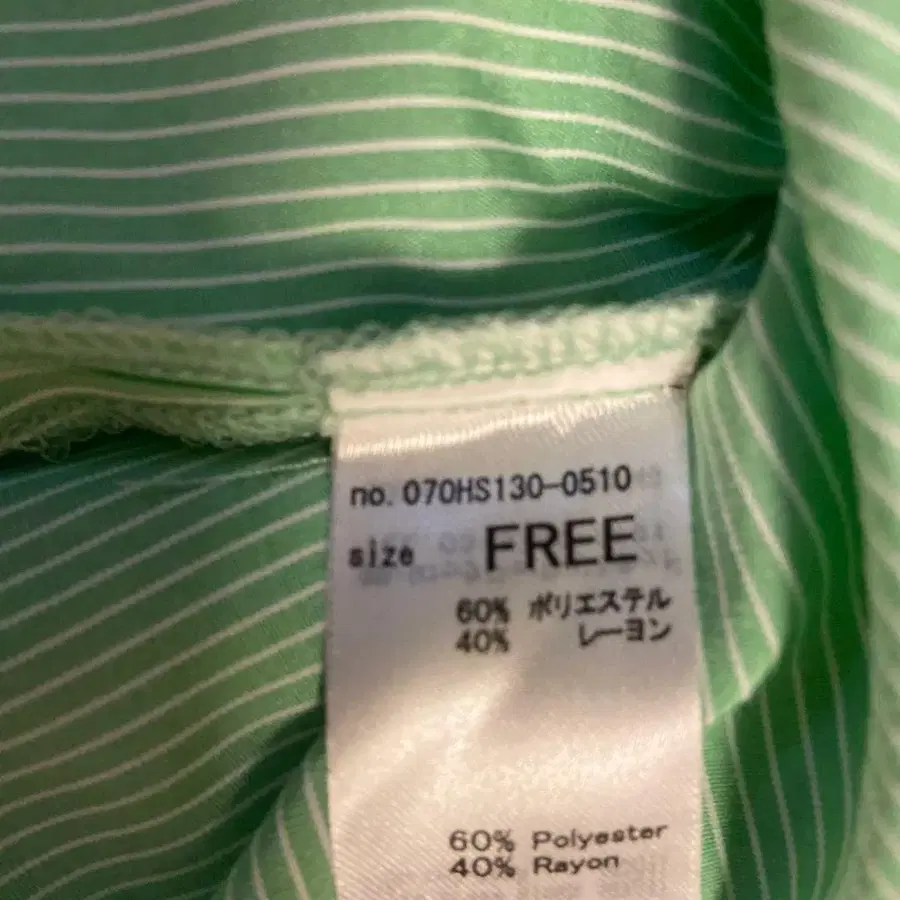 no. 070HS130-0510
size FREE
60% ポリエステル
40% レーヨン
60% Polyester
40% Rayon